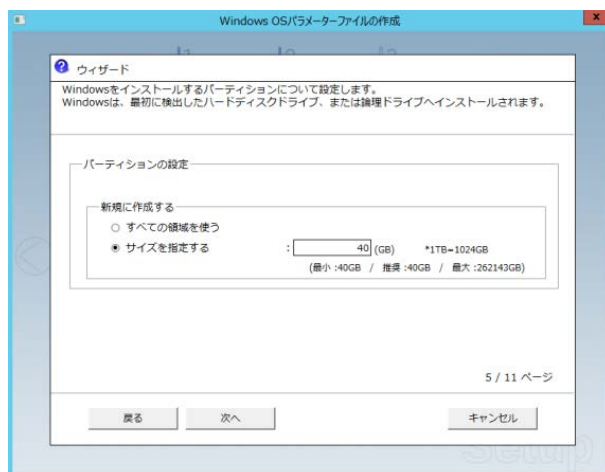 Windows OSパラメーターファイルの作成
x
ウィザード
Windowsをインストールするパーティションについて設定します。
Windowsは、最初に検出したハードディスクドライブ、または論理ドライブへインストールされます。
パーティションの設定
新規に作成する
すべての領域を使う
サイズを指定する : 40 (GB) *1TB=1024GB
(最小 :40GB / 推奨 :40GB / 最大 :262143GB)
5 / 11 ページ
戻る 次へ キャンセル
Setup